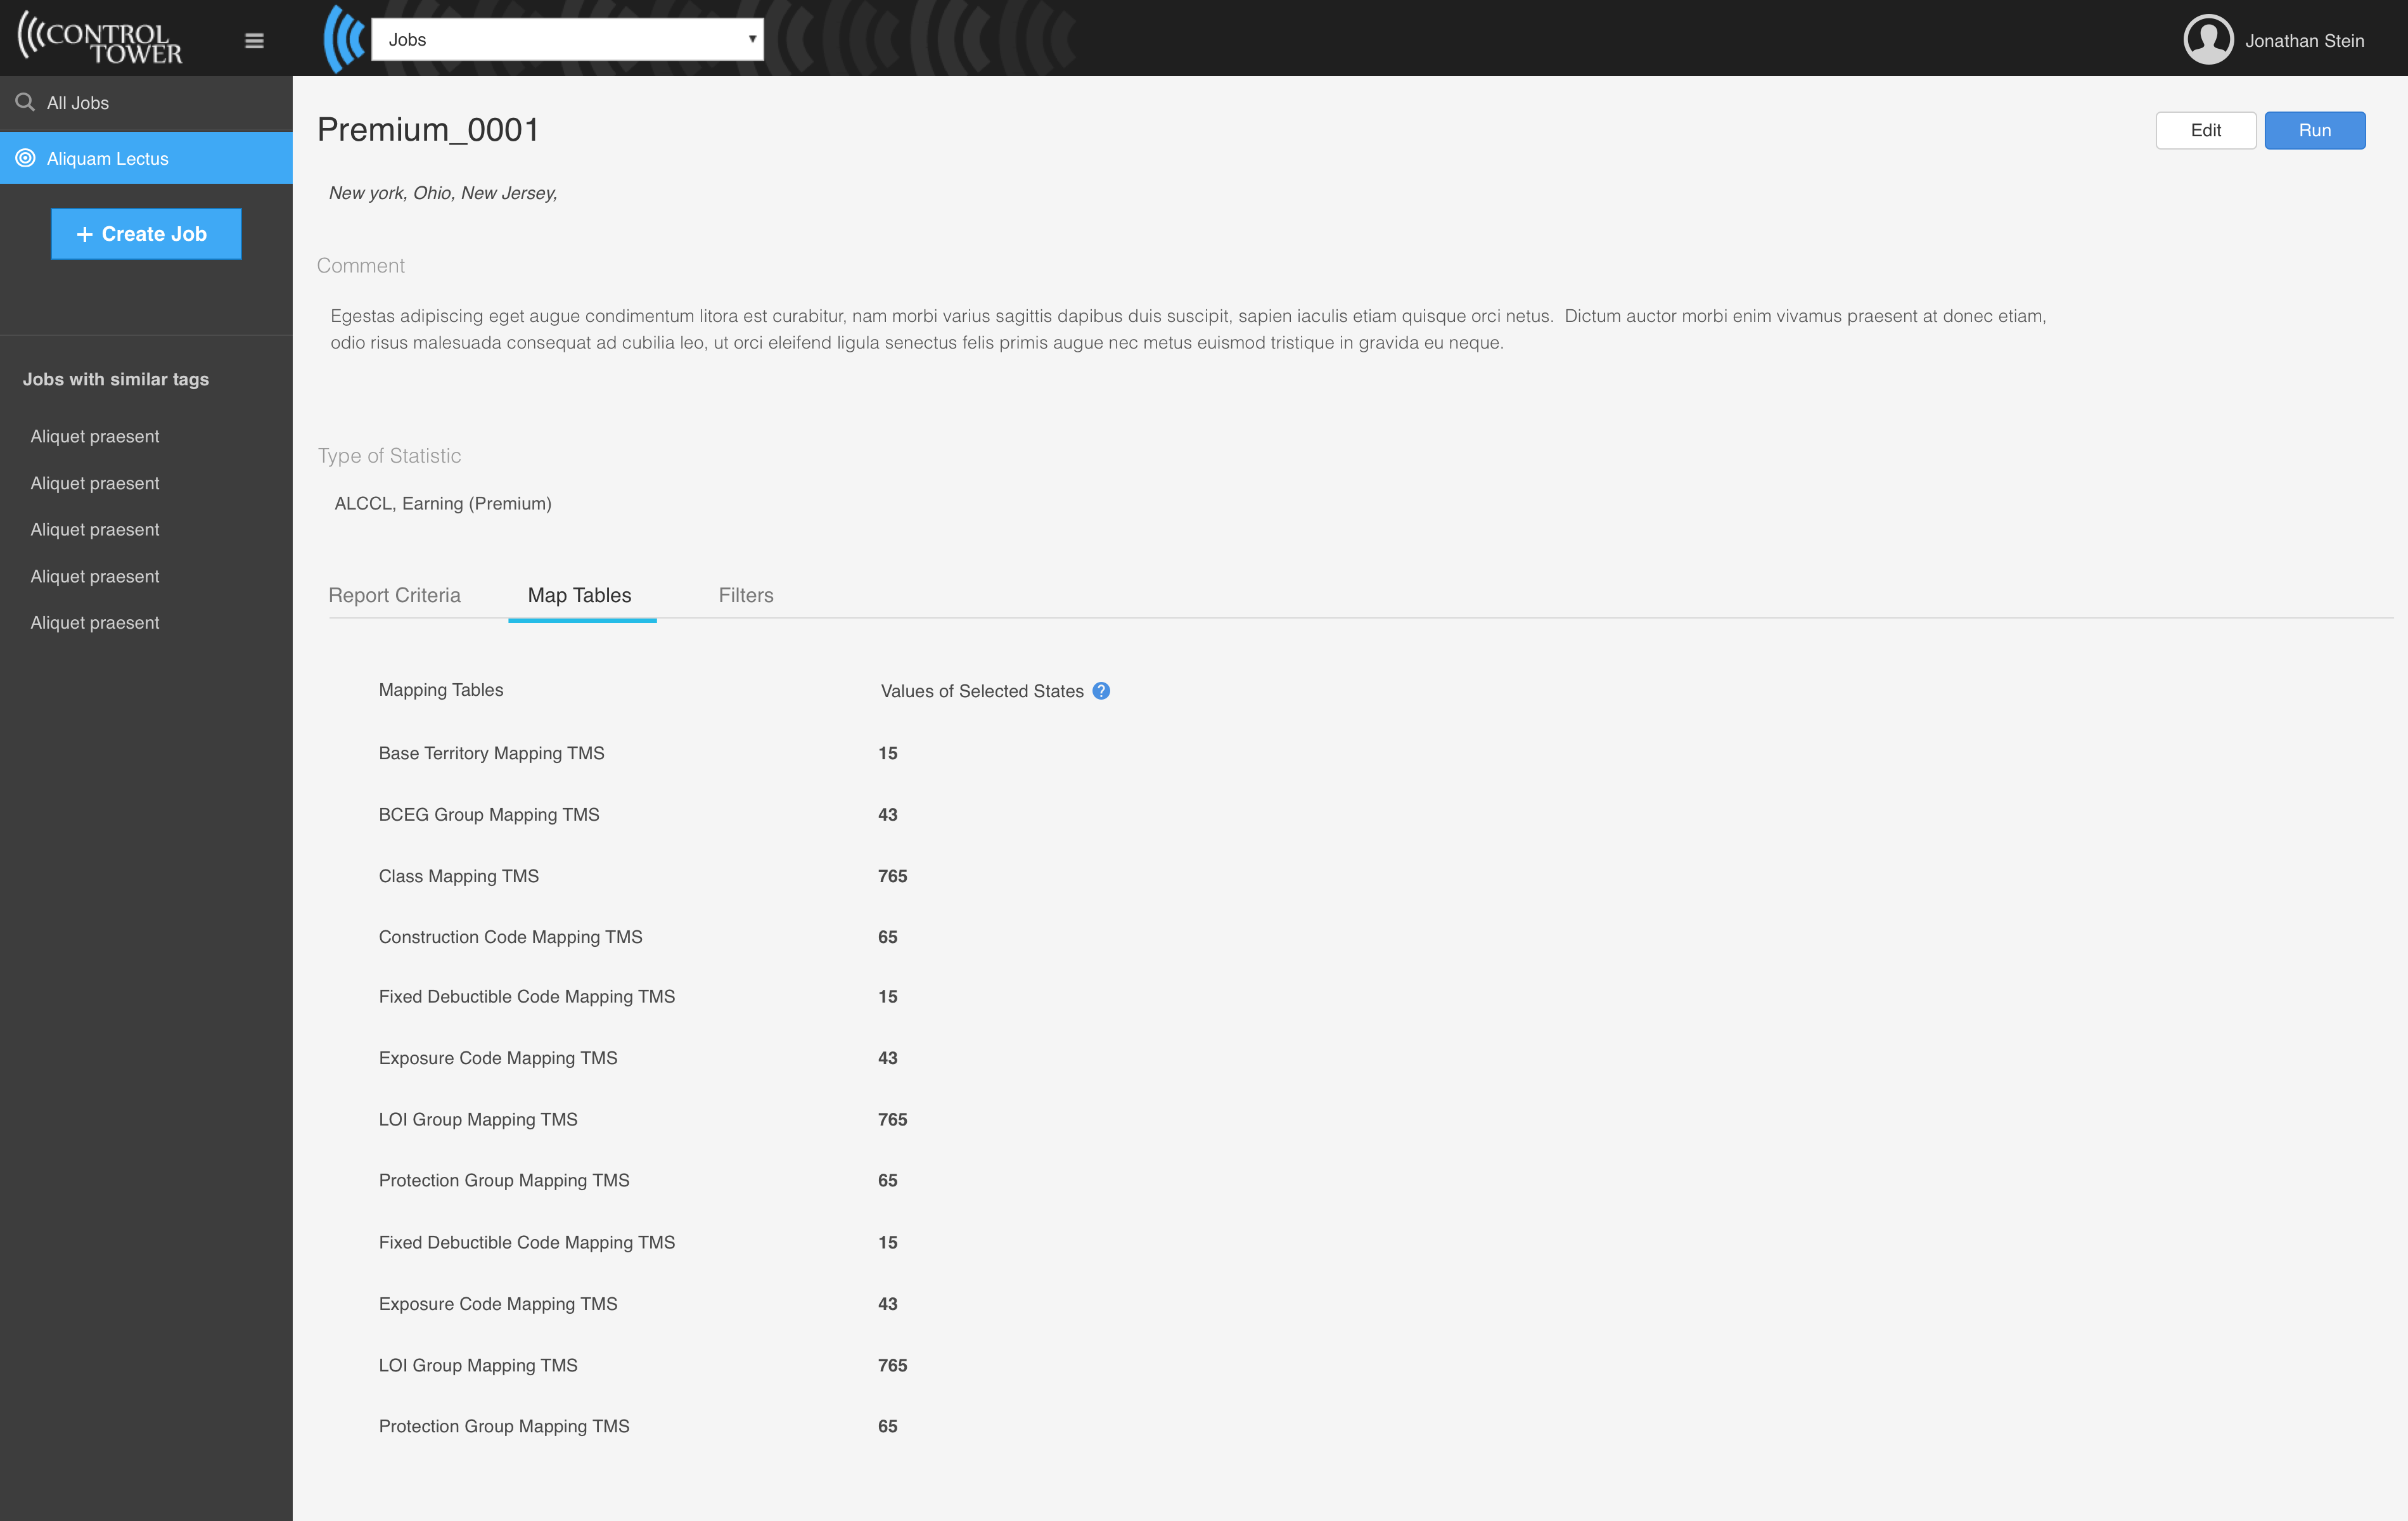 CONTROL
TOWER
Jobs
Jonathan Stein
All Jobs
Aliquam Lectus
+ Create Job
Jobs with similar tags
Aliquet praesent
Aliquet praesent
Aliquet praesent
Aliquet praesent
Aliquet praesent
Premium_0001
Edit
Run
New york, Ohio, New Jersey,
Comment
Egestas adipiscing eget augue condimentum litora est curabitur, nam morbi varius sagittis dapibus duis suscipit, sapien iaculis etiam quisque orci netus.  Dictum auctor morbi enim vivamus praesent at donec etiam,
odio risus malesuada consequat ad cubilia leo, ut orci eleifend ligula senectus felis primis augue nec metus euismod tristique in gravida eu neque.
Type of Statistic
ALCCL, Earning (Premium)
Report Criteria
Map Tables
Filters
Mapping Tables
Values of Selected States ?
Base Territory Mapping TMS 15
BCEG Group Mapping TMS 43
Class Mapping TMS 765
Construction Code Mapping TMS 65
Fixed Debuctible Code Mapping TMS 15
Exposure Code Mapping TMS 43
LOI Group Mapping TMS 765
Protection Group Mapping TMS 65
Fixed Debuctible Code Mapping TMS 15
Exposure Code Mapping TMS 43
LOI Group Mapping TMS 765
Protection Group Mapping TMS 65